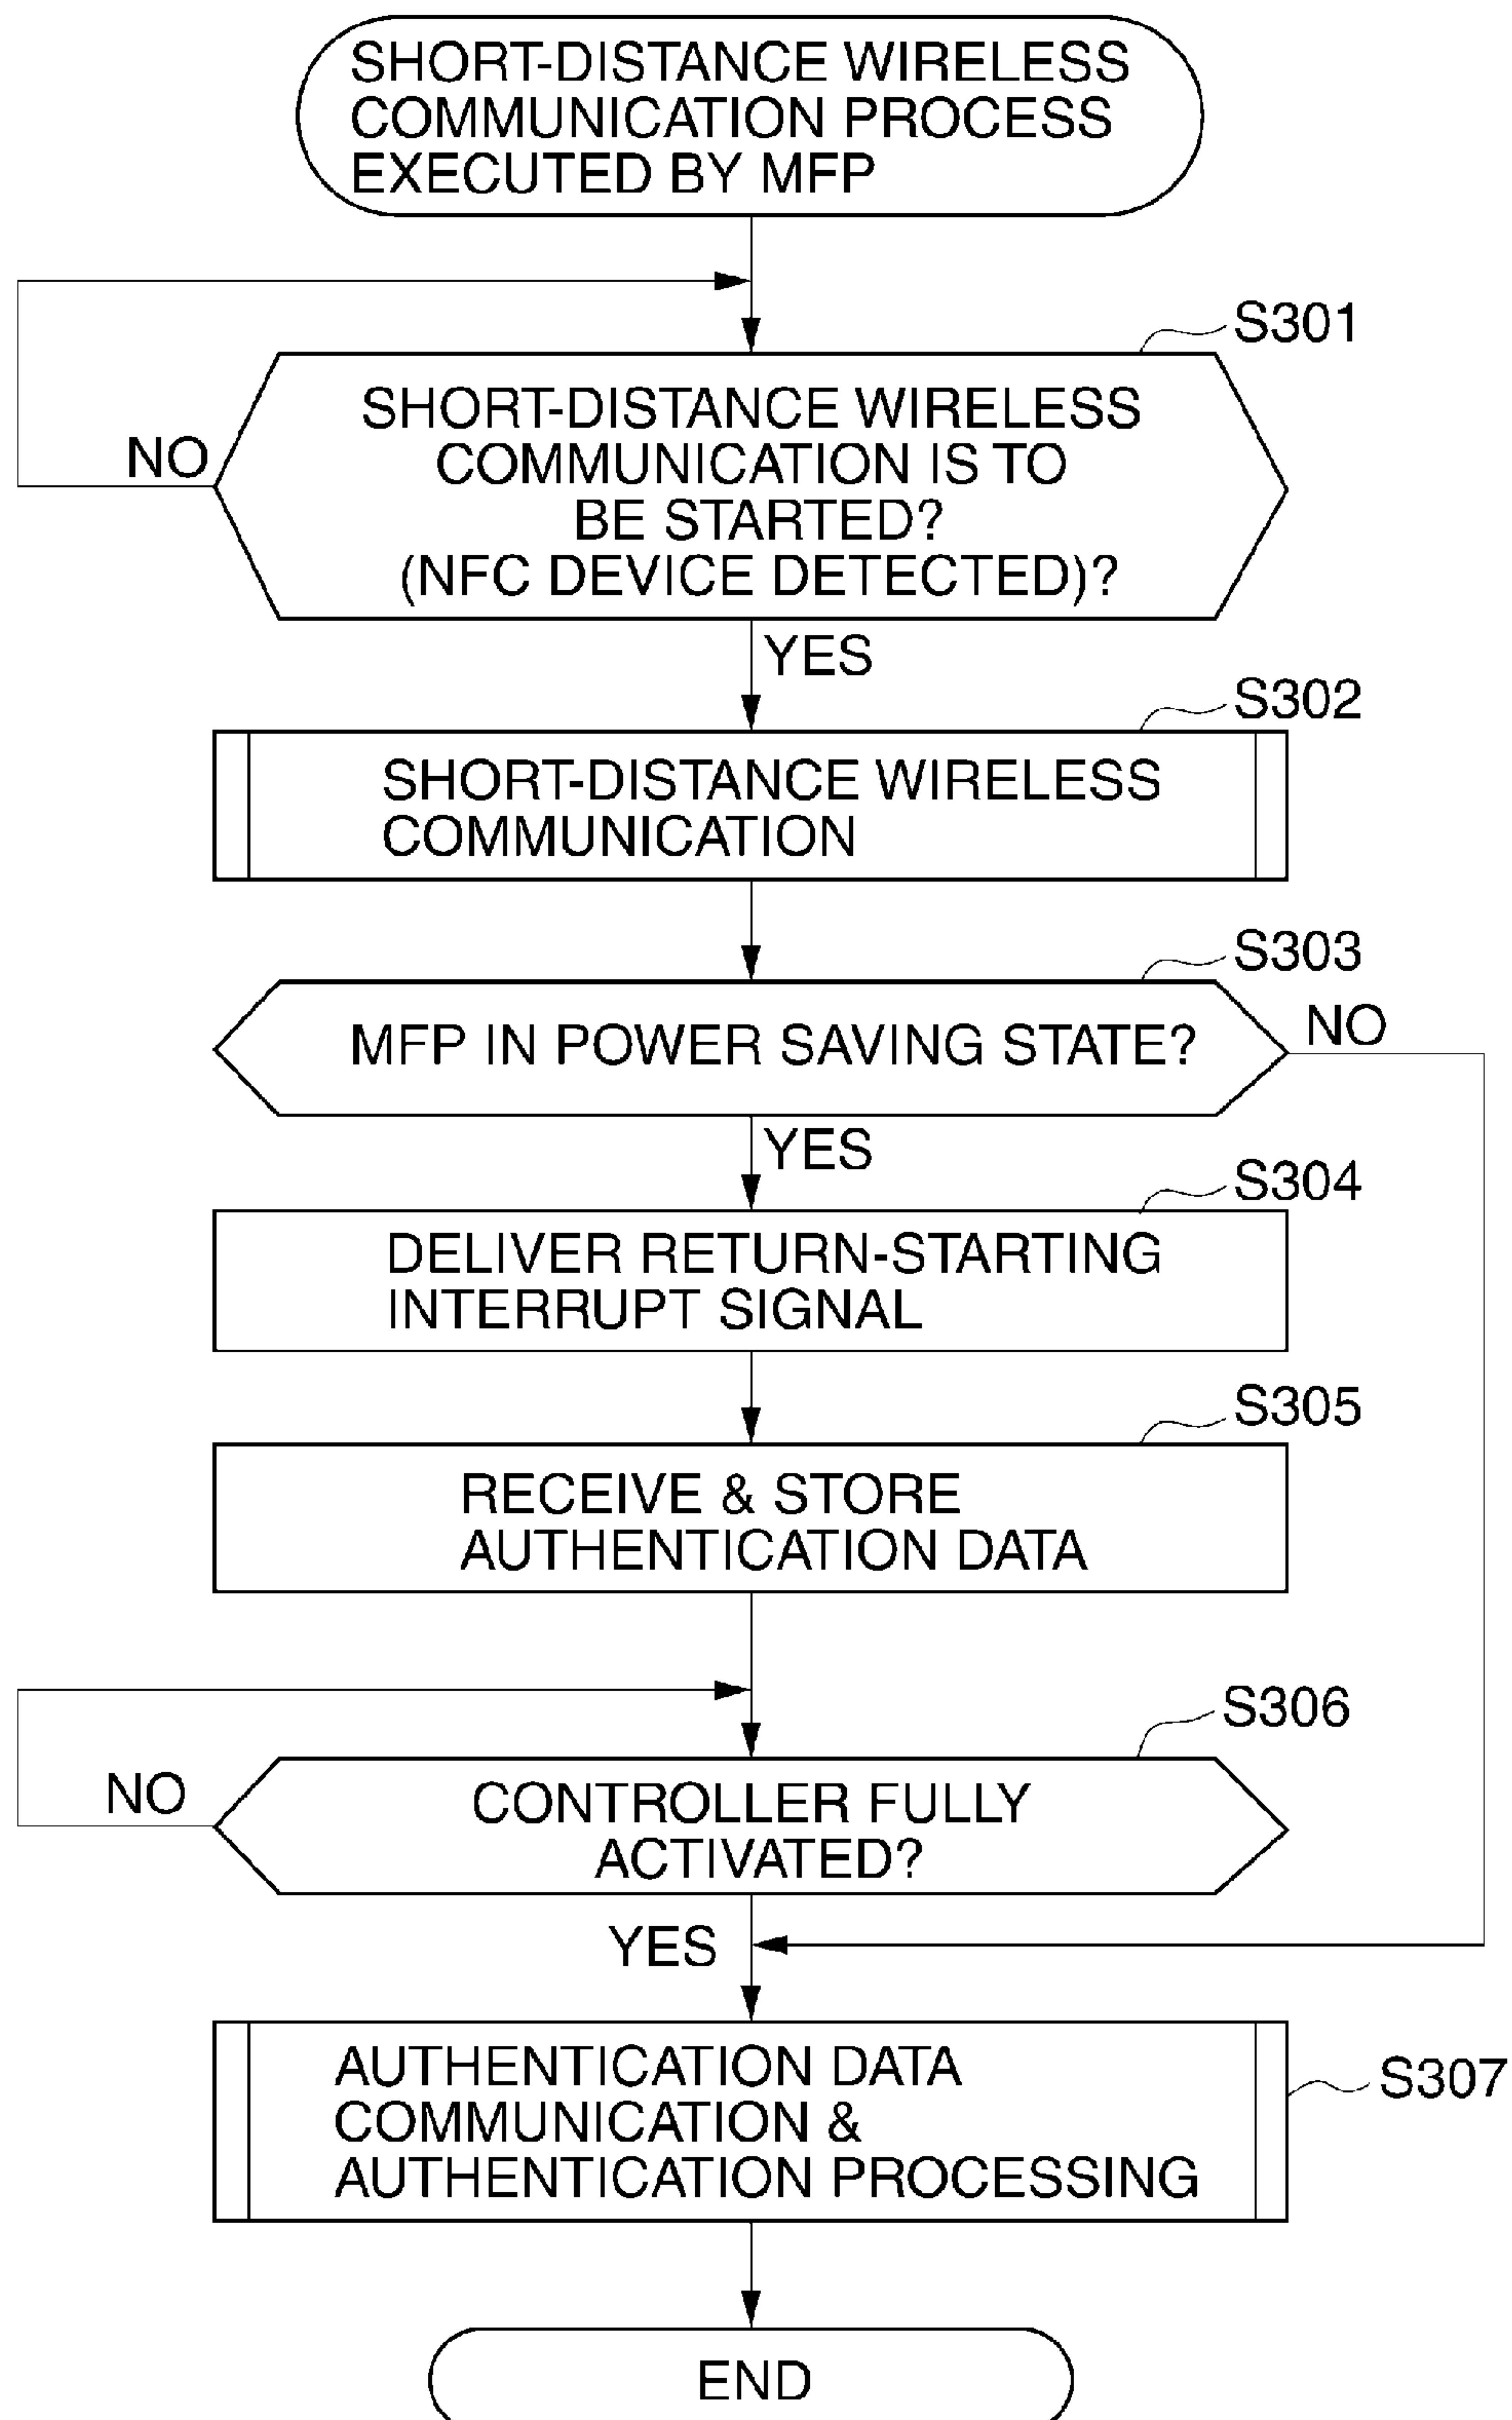 SHORT-DISTANCE WIRELESS
COMMUNICATION PROCESS
EXECUTED BY MFP
S301
SHORT-DISTANCE WIRELESS
COMMUNICATION IS TO
BE STARTED?
(NFC DEVICE DETECTED)?
NO
YES
S302
SHORT-DISTANCE WIRELESS
COMMUNICATION
S303
MFP IN POWER SAVING STATE?
NO
YES
S304
DELIVER RETURN-STARTING
INTERRUPT SIGNAL
S305
RECEIVE & STORE
AUTHENTICATION DATA
S306
CONTROLLER FULLY
ACTIVATED?
NO
YES
S307
AUTHENTICATION DATA
COMMUNICATION &
AUTHENTICATION PROCESSING
END